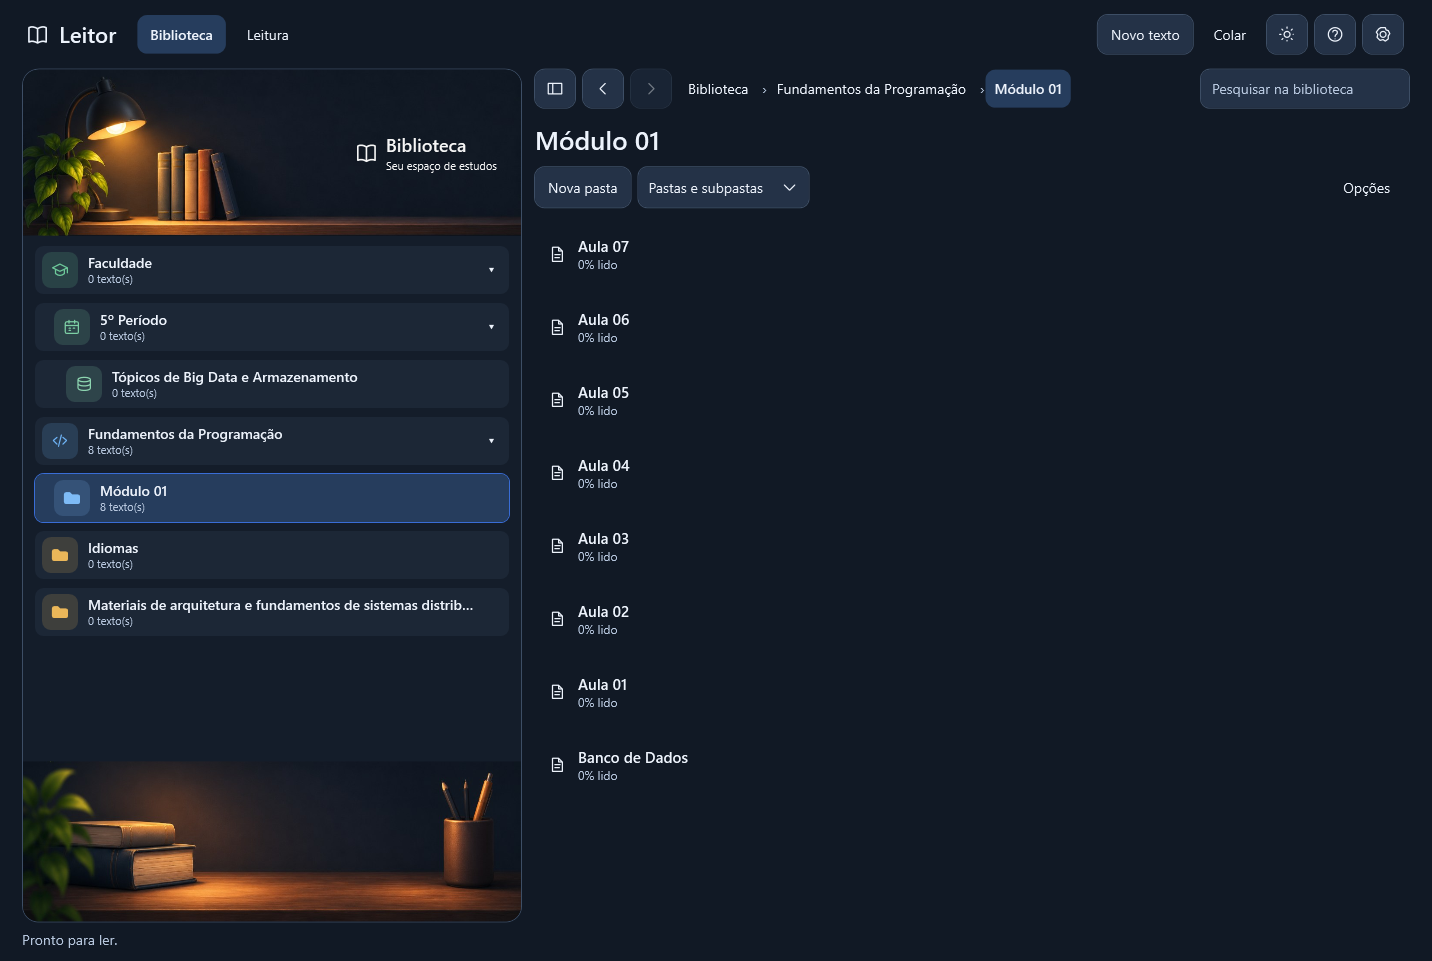 Leitor
Biblioteca
Leitura
Novo texto
Colar
Biblioteca
Seu espaço de estudos
Faculdade
0 texto(s)
5º Período
0 texto(s)
Tópicos de Big Data e Armazenamento
0 texto(s)
Fundamentos da Programação
8 texto(s)
Módulo 01
8 texto(s)
Idiomas
0 texto(s)
Materiais de arquitetura e fundamentos de sistemas distrib...
0 texto(s)
Biblioteca › Fundamentos da Programação › Módulo 01
Pesquisar na biblioteca
Módulo 01
Nova pasta
Pastas e subpastas
Opções
Aula 07
0% lido
Aula 06
0% lido
Aula 05
0% lido
Aula 04
0% lido
Aula 03
0% lido
Aula 02
0% lido
Aula 01
0% lido
Banco de Dados
0% lido
Pronto para ler.